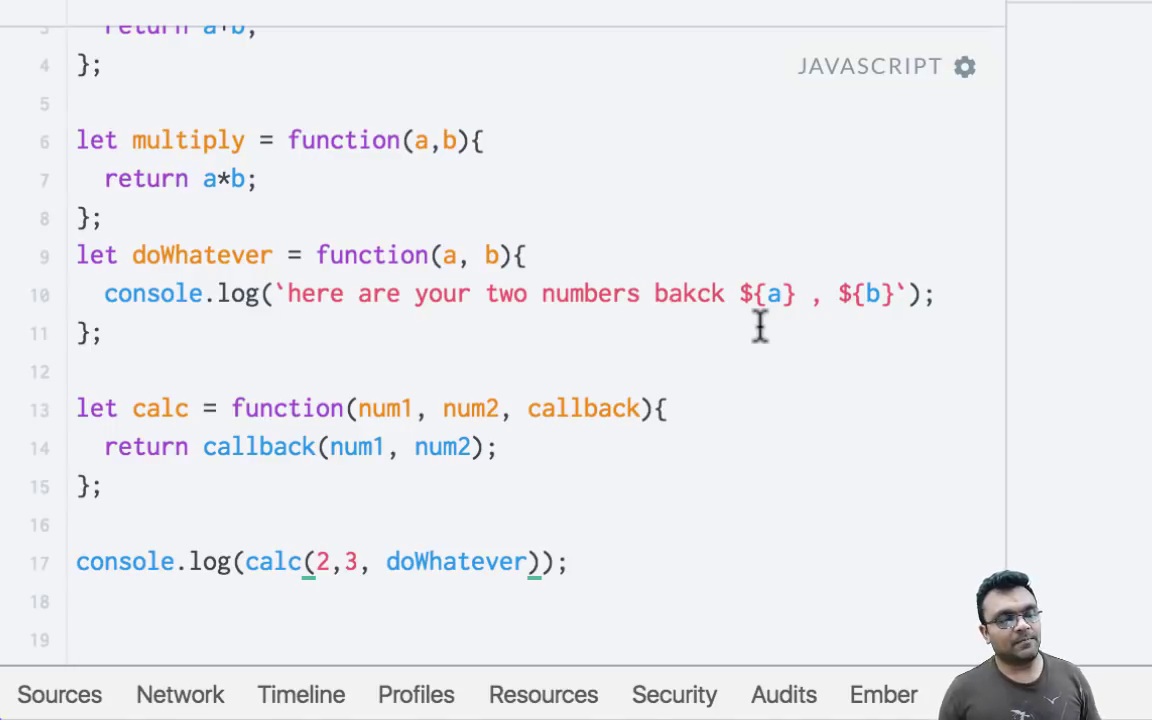 3 return a+b;
4 };
JAVASCRIPT
5
6 let multiply = function(a,b){
7 return a*b;
8 };
9 let doWhatever = function(a, b){
10 console.log(`here are your two numbers bakck ${a} , ${b}`);
11 };
12
13 let calc = function(num1, num2, callback){
14 return callback(num1, num2);
15 };
16
17 console.log(calc(2,3, doWhatever));
18
19
Sources Network Timeline Profiles Resources Security Audits Ember